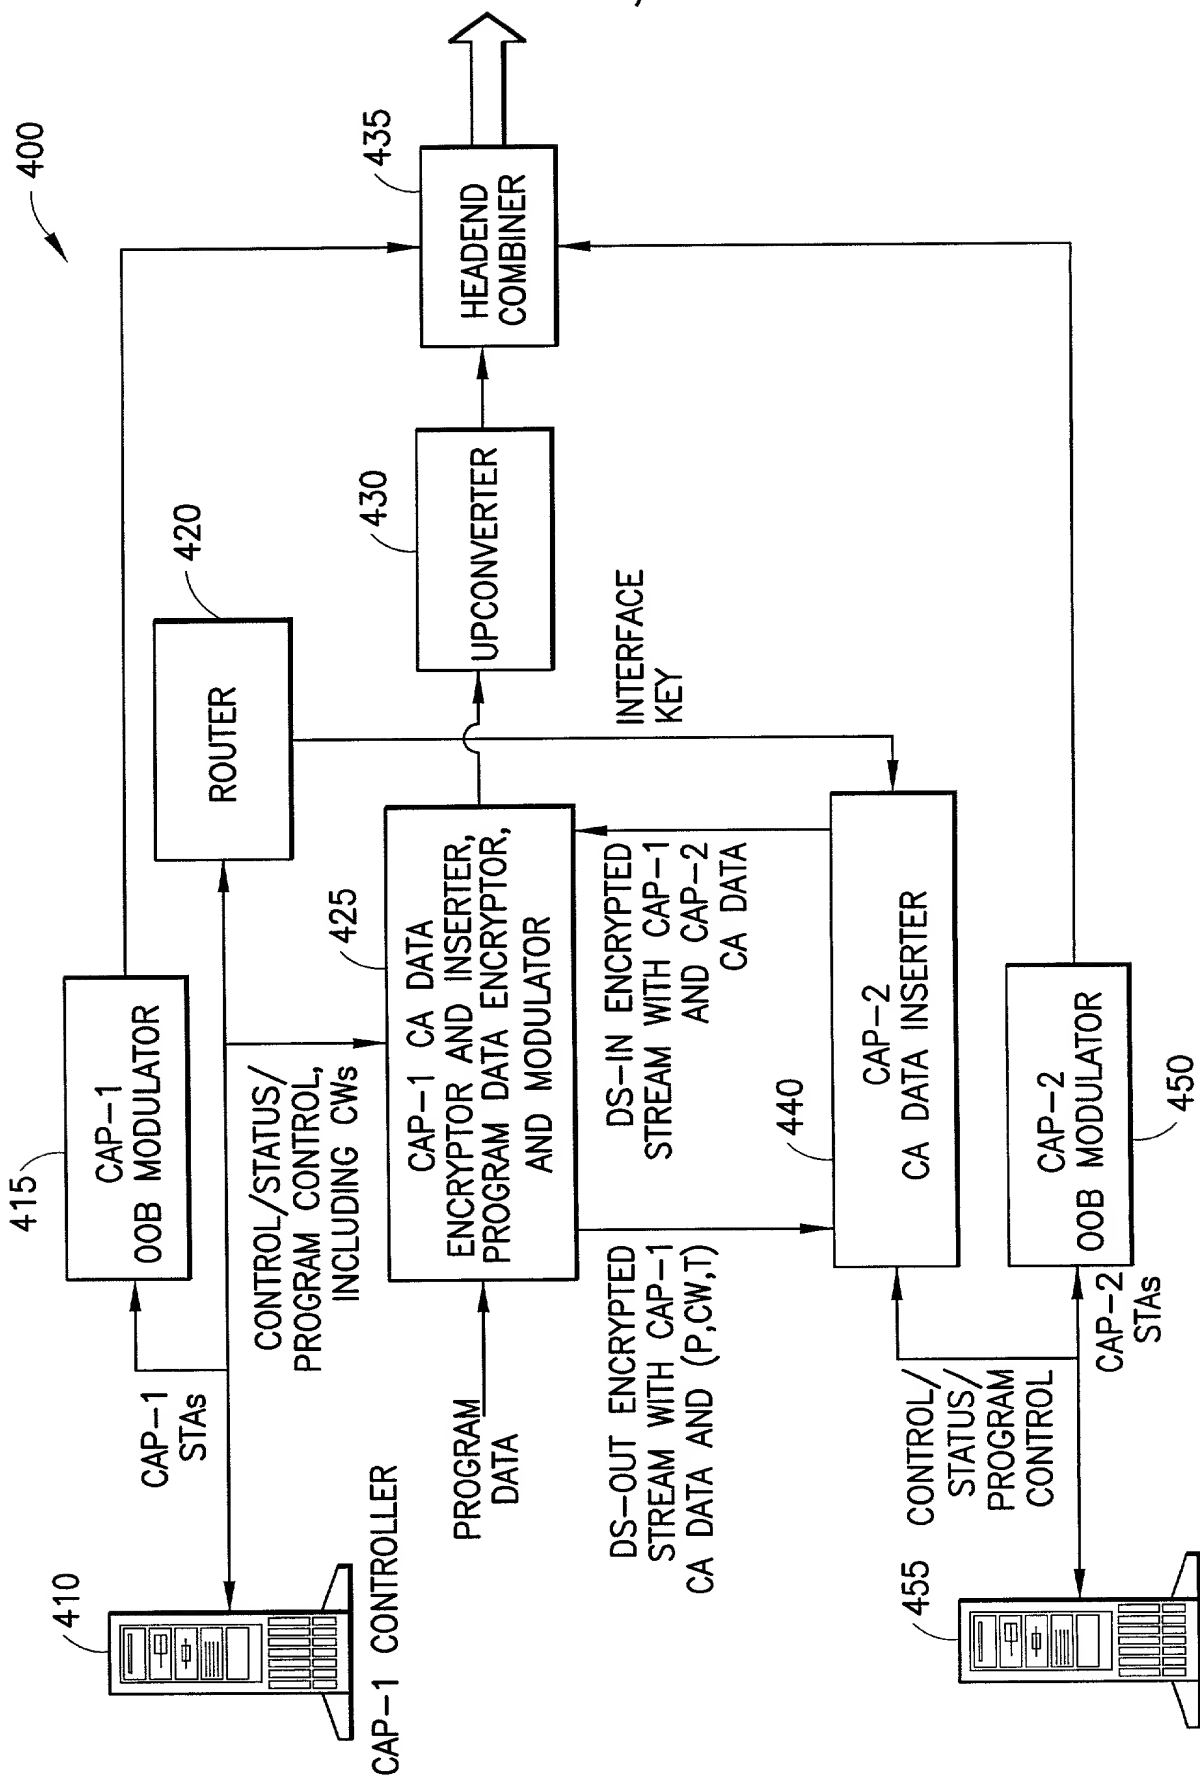 400
410
CAP-1 CONTROLLER
CAP-1
STAs
415
CAP-1
OOB MODULATOR
CONTROL/STATUS/
PROGRAM CONTROL,
INCLUDING CWs
420
ROUTER
PROGRAM
DATA
425
CAP-1 CA DATA
ENCRYPTOR AND INSERTER,
PROGRAM DATA ENCRYPTOR,
AND MODULATOR
430
UPCONVERTER
435
HEADEND
COMBINER
DS-OUT ENCRYPTED
STREAM WITH CAP-1
CA DATA AND (P,CW,T)
DS-IN ENCRYPTED
STREAM WITH CAP-1
AND CAP-2
CA DATA
INTERFACE
KEY
440
CAP-2
CA DATA INSERTER
455
CONTROL/
STATUS/
PROGRAM
CONTROL
CAP-2
STAs
CAP-2
OOB MODULATOR
450